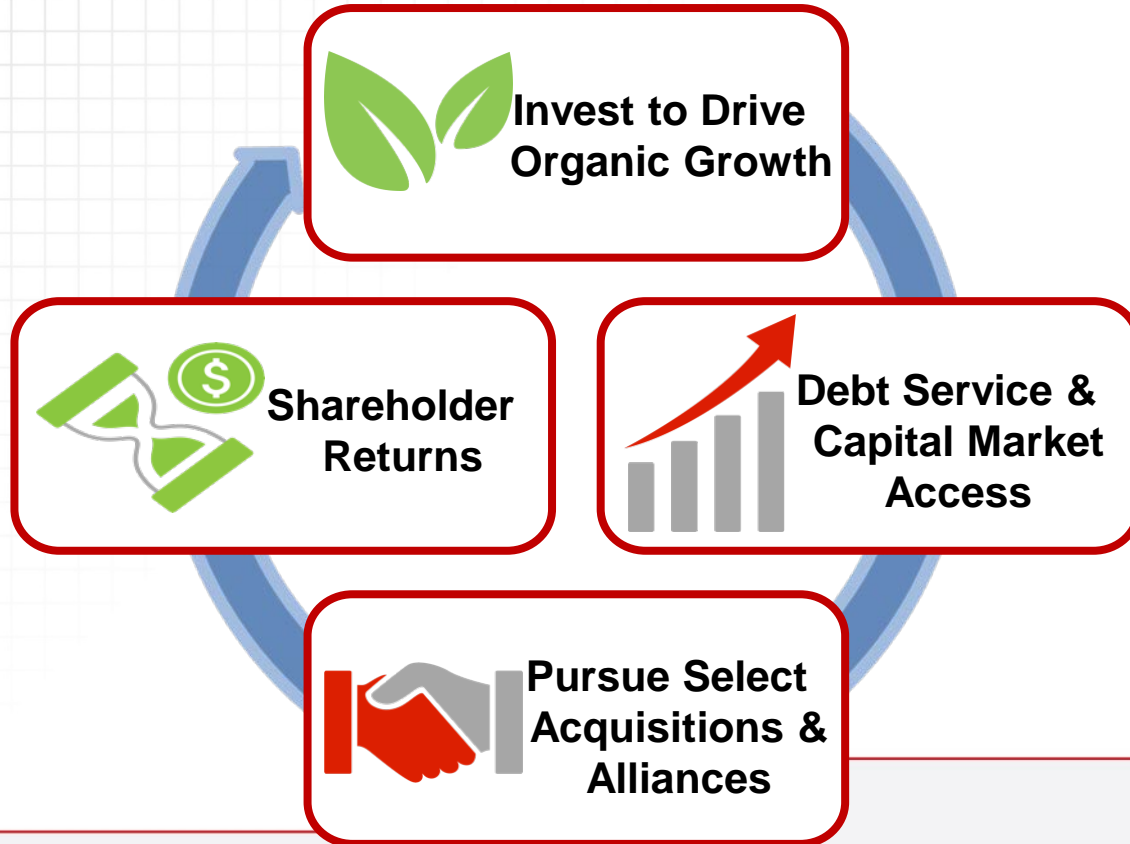 Invest to Drive
Organic Growth
Shareholder
Returns
$
Debt Service &
Capital Market
Access
Pursue Select
Acquisitions &
Alliances